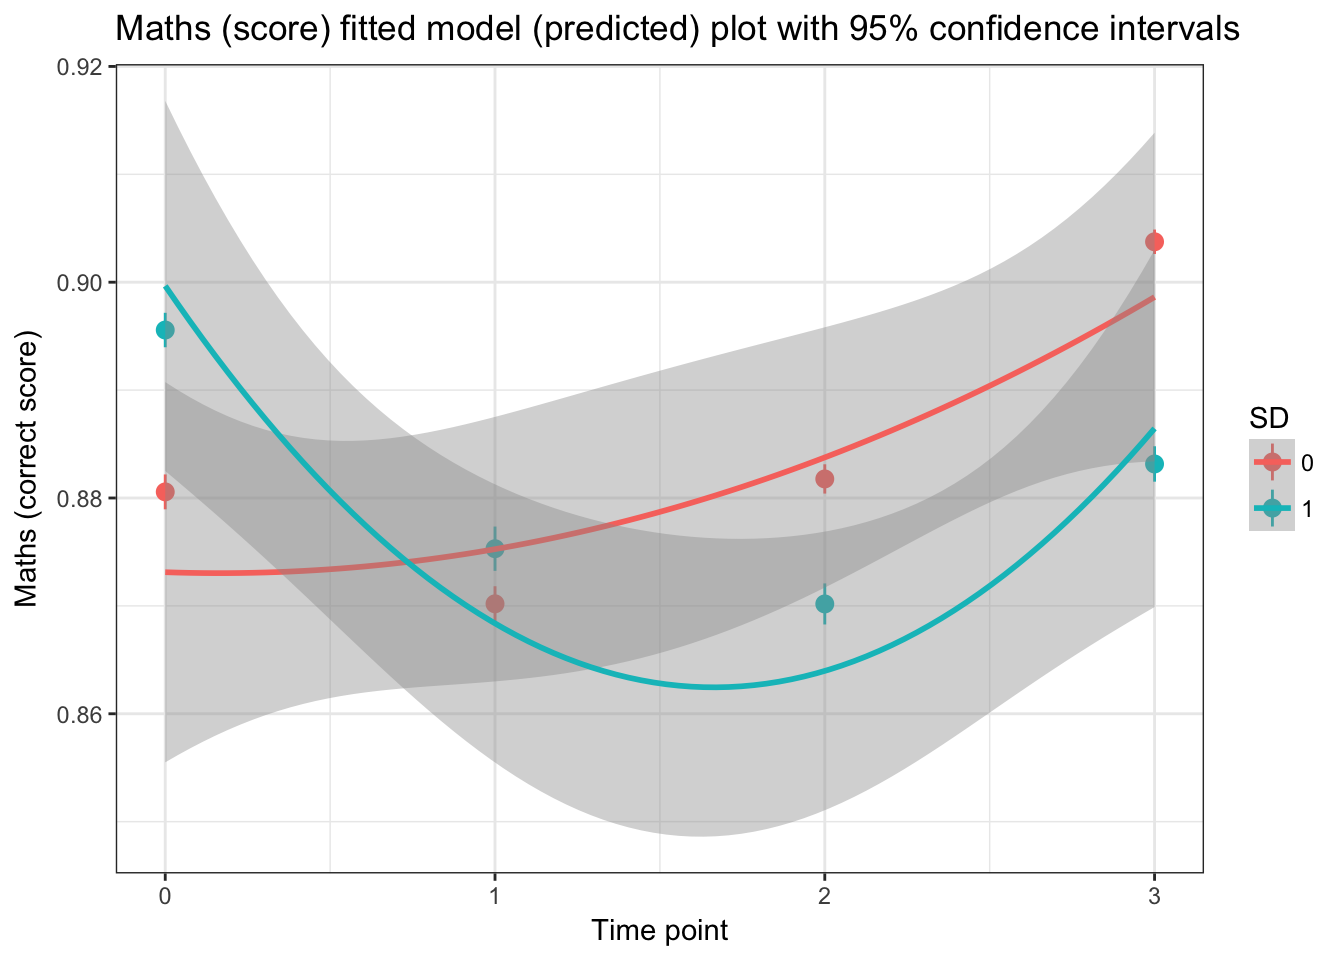 Maths (score) fitted model (predicted) plot with 95% confidence intervals
0.92
0.90
0.88
0.86
Maths (correct score)
0
1
2
3
Time point
SD
0
1